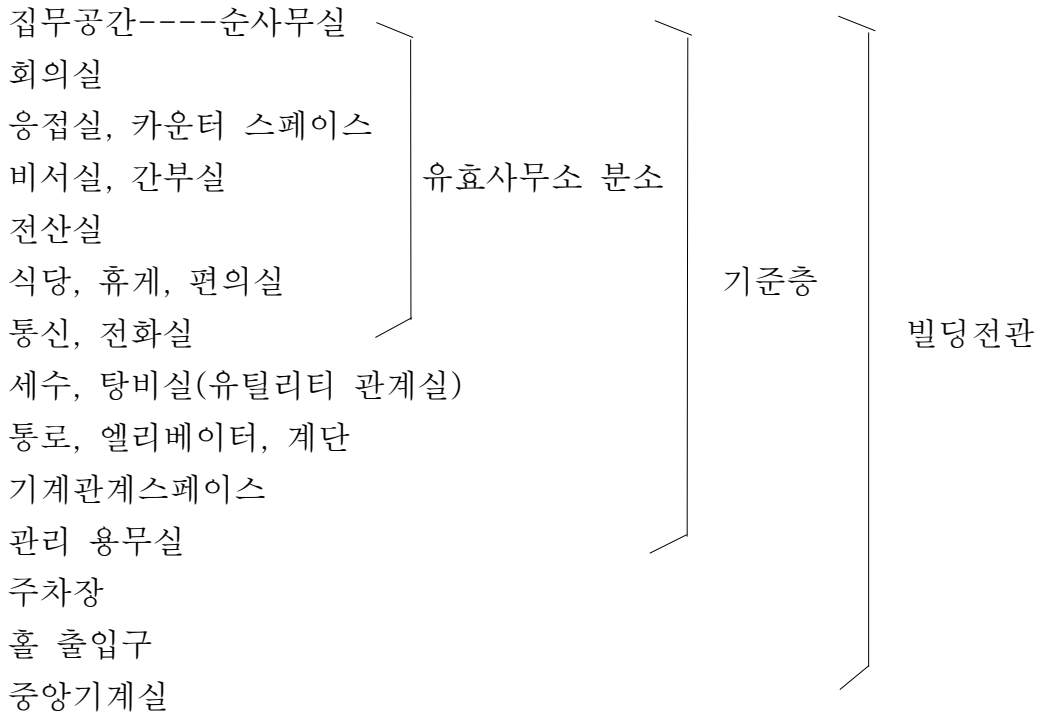 집무공간----순사무실
회의실
응접실, 카운터 스페이스
비서실, 간부실
유효사무소 분소
전산실
식당, 휴게, 편의실
기준층
통신, 전화실
빌딩전관
세수, 탕비실(유틸리티 관계실)
통로, 엘리베이터, 계단
기계관계스페이스
관리 용무실
주차장
홀 출입구
중앙기계실